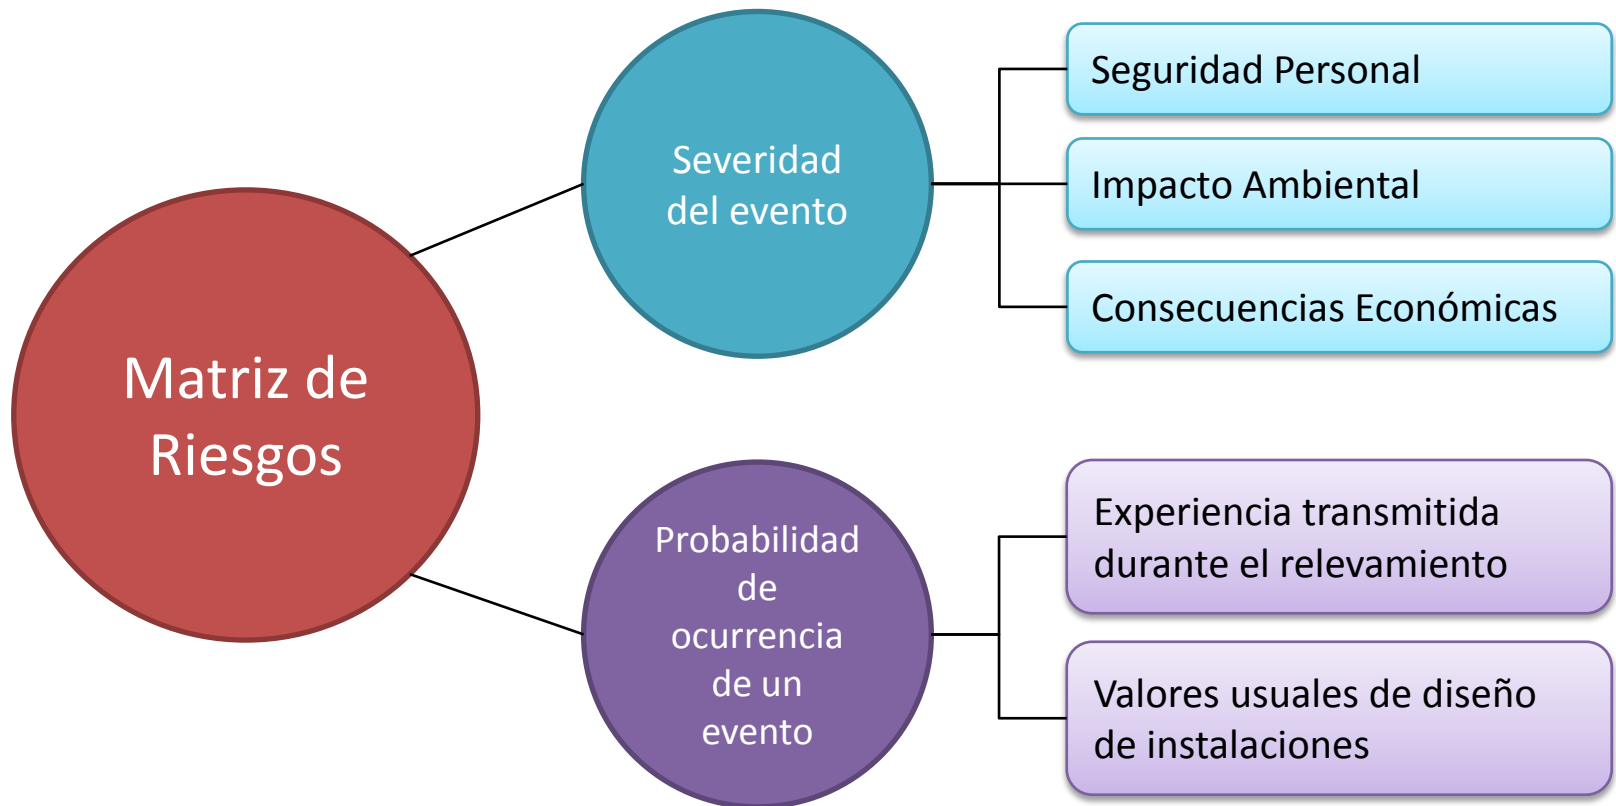 Matriz de
Riesgos
Severidad
del evento
Seguridad Personal
Impacto Ambiental
Consecuencias Económicas
Probabilidad
de
ocurrencia
de un
evento
Experiencia transmitida
durante el relevamiento
Valores usuales de diseño
de instalaciones